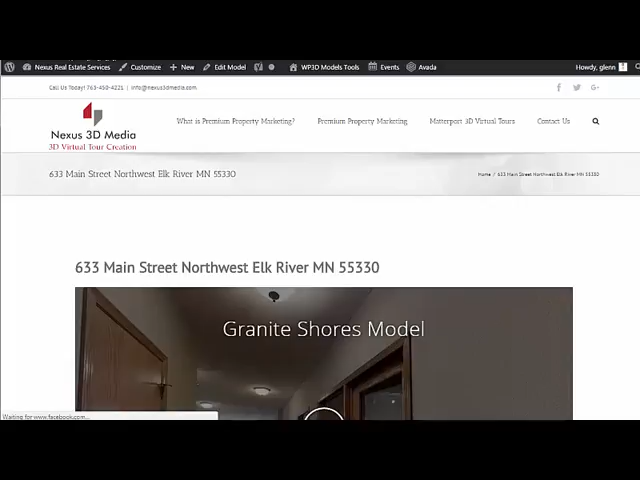 Nexus Real Estate Services Customize New Edit Model WP3D Models Tools Events Avada Howdy, glenn
Call Us Today! 763-450-4221 | info@nexus3dmedia.com
Nexus 3D Media
3D Virtual Tour Creation
What is Premium Property Marketing? Premium Property Marketing Matterport 3D Virtual Tours Contact Us
633 Main Street Northwest Elk River MN 55330
Home / 633 Main Street Northwest Elk River MN 55330
633 Main Street Northwest Elk River MN 55330
Granite Shores Model
Waiting for www.facebook.com...